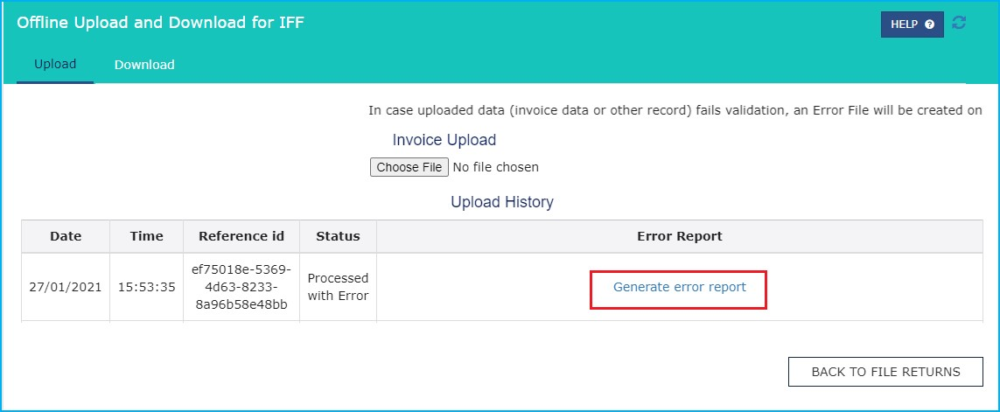 Offline Upload and Download for IFF
HELP ?
Upload
Download
In case uploaded data (invoice data or other record) fails validation, an Error File will be created on
Invoice Upload
Choose File No file chosen
Upload History
Date Time Reference id Status Error Report
27/01/2021 15:53:35
ef75018e-5369-
4d63-8233-
8a96b58e48bb
Processed
with Error
Generate error report
BACK TO FILE RETURNS